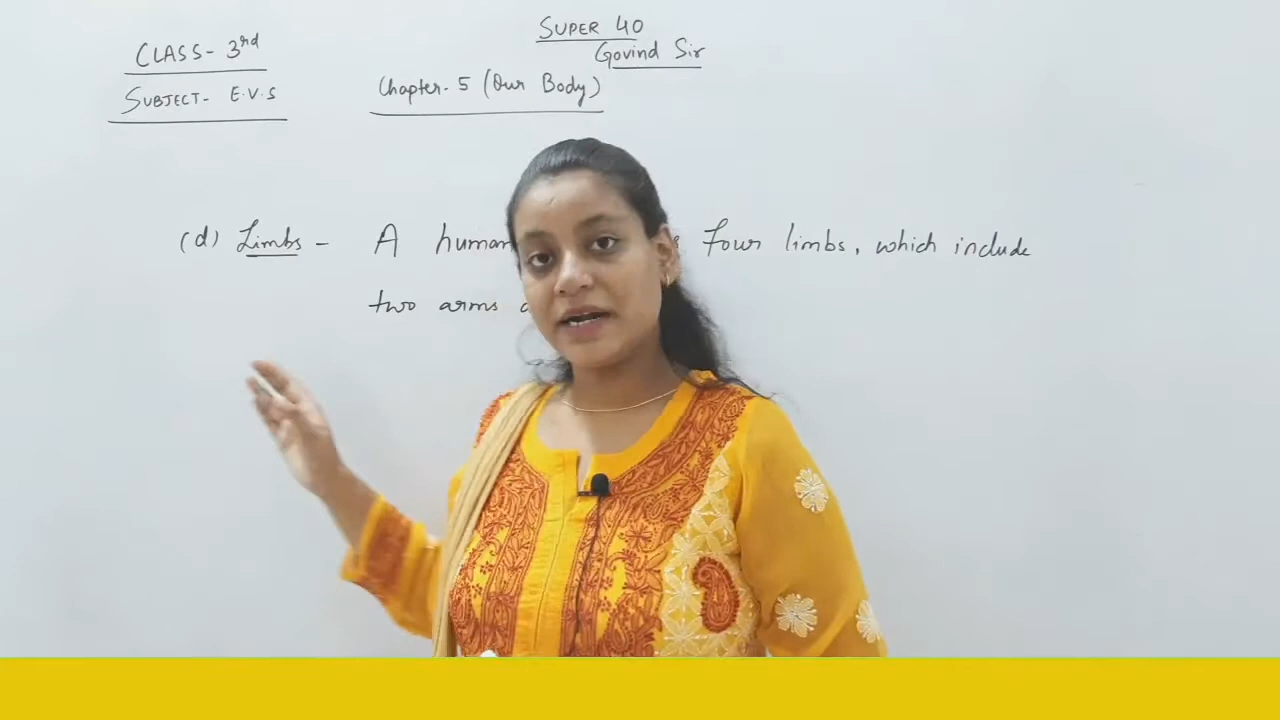 CLASS- 3rd
SUPER 40
Govind Sir
SUBJECT- E.V.S
Chapter- 5 (Our Body)
(d) Limbs - A human four limbs, which include
two arms